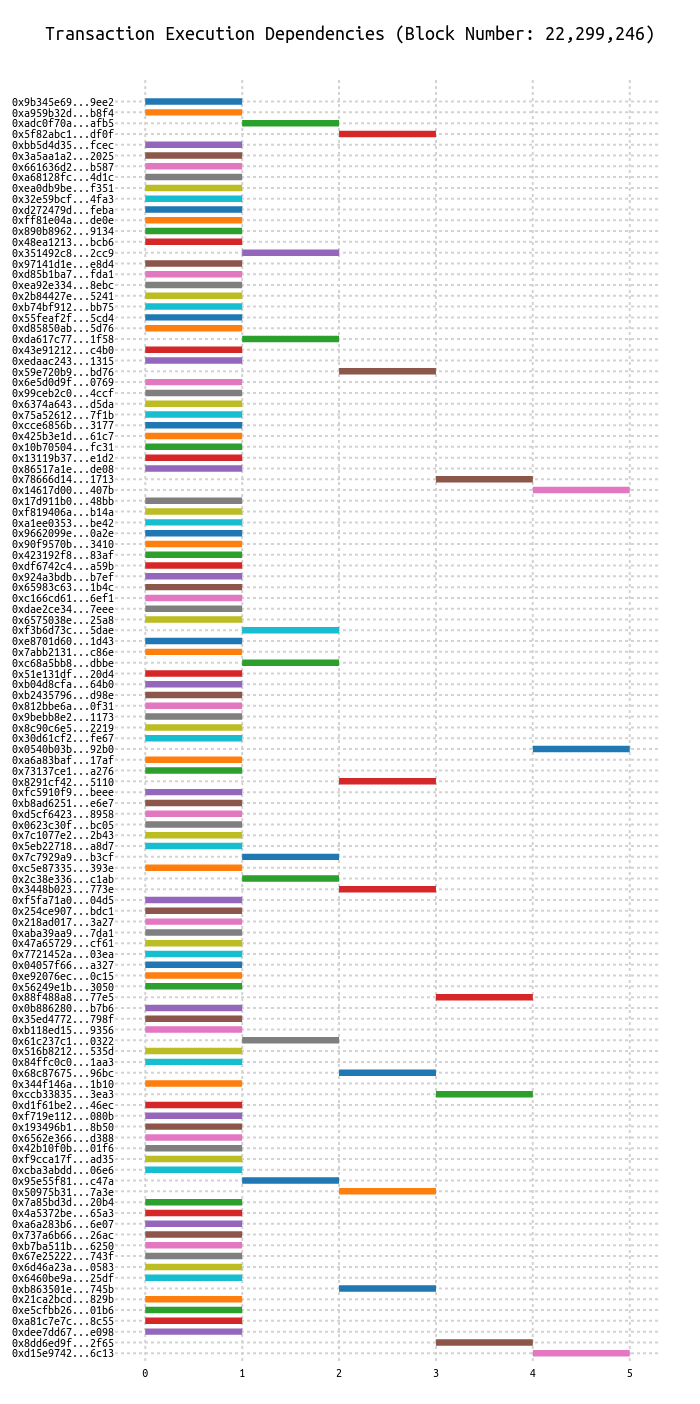 Transaction Execution Dependencies (Block Number: 22,299,246)
0x9b345e69...9ee2
0xa959b32d...b8f4
0xadc0f70a...afb5
0x5f82abc1...df0f
0xbb5d4d35...fcec
0x3a5aa1a2...2025
0x661636d2...b587
0xa68128fc...4d1c
0xea0db9be...f351
0x32e59bcf...4fa3
0xd272479d...feba
0xff81e04a...de0e
0x890b8962...9134
0x48ea1213...bcb6
0x351492c8...2cc9
0x97141d1e...e8d4
0xd85b1ba7...fda1
0xea92e334...8ebc
0x2b84427e...5241
0xb74bf912...bb75
0x55feaf2f...5cd4
0xd85850ab...5d76
0xda617c77...1f58
0x43e91212...c4b0
0xedaac243...1315
0x59e720b9...bd76
0x6e5d0d9f...0769
0x99ceb2c0...4ccf
0x6374a643...d5da
0x75a52612...7f1b
0xcce6856b...3177
0x425b3e1d...61c7
0x10b70504...fc31
0x13119b37...e1d2
0x86517a1e...de08
0x78666d14...1713
0x14617d00...407b
0x17d911b0...48bb
0xf819406a...b14a
0xa1ee0353...be42
0x9662099e...0a2e
0x90f9570b...3410
0x423192f8...83af
0xdf6742c4...a59b
0x924a3bdb...b7ef
0x65983c63...1b4c
0xc166cd61...6ef1
0xdae2ce34...7eee
0x6575038e...25a8
0xf3b6d73c...5dae
0xe8701d60...1d43
0x7abb2131...c86e
0xc68a5bb8...dbbe
0x51e131df...20d4
0xb04d8cfa...64b0
0xb2435796...d98e
0x812bbe6a...0f31
0x9bebb8e2...1173
0x8c90c6e5...2219
0x30d61cf2...fe67
0x0540b03b...92b0
0xa6a83baf...17af
0x73137ce1...a276
0x8291cf42...5110
0xfc5910f9...beee
0xb8ad6251...e6e7
0xd5cf6423...8958
0x0623c30f...bc05
0x7c1077e2...2b43
0x5eb22718...a8d7
0x7c7929a9...b3cf
0xc5e87335...393e
0x2c38e336...c1ab
0x3448b023...773e
0xf5fa71a0...04d5
0x254ce907...bdc1
0x218ad017...3a27
0xaba39aa9...7da1
0x47a65729...cf61
0x7721452a...03ea
0x04057f66...a327
0xe92076ec...0c15
0x56249e1b...3050
0x88f488a8...77e5
0x0b886280...b7b6
0x35ed4772...798f
0xb118ed15...9356
0x61c237c1...0322
0x516b8212...535d
0x84ffc0c0...1aa3
0x68c87675...96bc
0x344f146a...1b10
0xccb33835...3ea3
0xd1f61be2...46ec
0xf719e112...080b
0x193496b1...8b50
0x6562e366...d388
0x42b10f0b...01f6
0xf9cca17f...ad35
0xcba3abdd...06e6
0x95e55f81...c47a
0x50975b31...7a3e
0x7a85bd3d...20b4
0x4a5372be...65a3
0xa6a283b6...6e07
0x737a6b66...26ac
0xb7ba511b...6250
0x67e25222...743f
0x6d46a23a...0583
0x6460be9a...25df
0xb863501e...745b
0x21ca2bcd...829b
0xe5cfbb26...01b6
0xa81c7e7c...8c55
0xdee7dd67...e098
0x8dd6ed9f...2f65
0xd15e9742...6c13
0 1 2 3 4 5